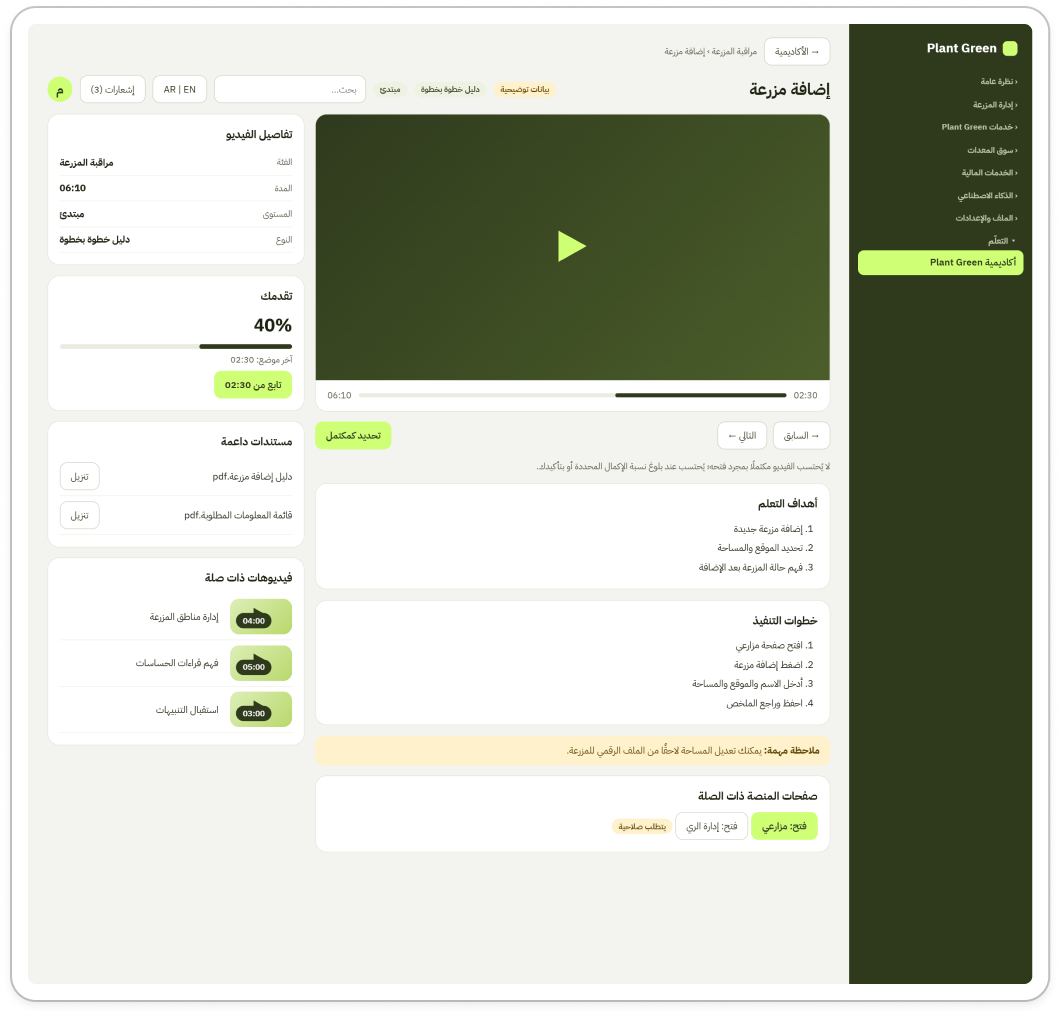 Plant Green
‹ نظرة عامة
‹ إدارة المزرعة
‹ خدمات Plant Green
‹ سوق المعدات
‹ الخدمات المالية
‹ الذكاء الاصطناعي
‹ الملف والإعدادات
• التعلّم
أكاديمية Plant Green
→ الأكاديمية
مراقبة المزرعة › إضافة مزرعة
إضافة مزرعة
بيانات توضيحية
دليل خطوة بخطوة
مبتدئ
بحث...
AR | EN
إشعارات (3)
م
02:30
06:10
→ السابق
التالي ←
تحديد كمكتمل
لا يُحتسب الفيديو مكتملًا بمجرد فتحه؛ يُحتسب عند بلوغ نسبة الإكمال المحددة أو بتأكيدك.
أهداف التعلم
1. إضافة مزرعة جديدة
2. تحديد الموقع والمساحة
3. فهم حالة المزرعة بعد الإضافة
خطوات التنفيذ
1. افتح صفحة مزارعي
2. اضغط إضافة مزرعة
3. أدخل الاسم والموقع والمساحة
4. احفظ وراجع الملخص
ملاحظة مهمة: يمكنك تعديل المساحة لاحقًا من الملف الرقمي للمزرعة.
صفحات المنصة ذات الصلة
فتح: مزارعي
فتح: إدارة الري
يتطلب صلاحية
تفاصيل الفيديو
الفئة مراقبة المزرعة
المدة 06:10
المستوى مبتدئ
النوع دليل خطوة بخطوة
تقدمك
40%
آخر موضع: 02:30
تابع من 02:30
مستندات داعمة
دليل إضافة مزرعة.pdf تنزيل
قائمة المعلومات المطلوبة.pdf تنزيل
فيديوهات ذات صلة
04:00 إدارة مناطق المزرعة
05:00 فهم قراءات الحساسات
03:00 استقبال التنبيهات